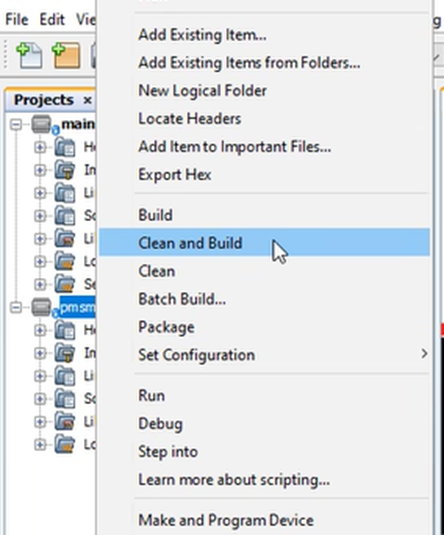 File Edit Vie
Add Existing Item...
Add Existing Items from Folders...
New Logical Folder
Locate Headers
Add Item to Important Files...
Export Hex
Build
Clean and Build
Clean
Batch Build...
Package
Set Configuration
Run
Debug
Step into
Learn more about scripting...
Make and Program Device
Projects ×
main
He
Im
Li
So
Li
Lo
Se
pmsm
He
Im
Li
So
Li
Lo